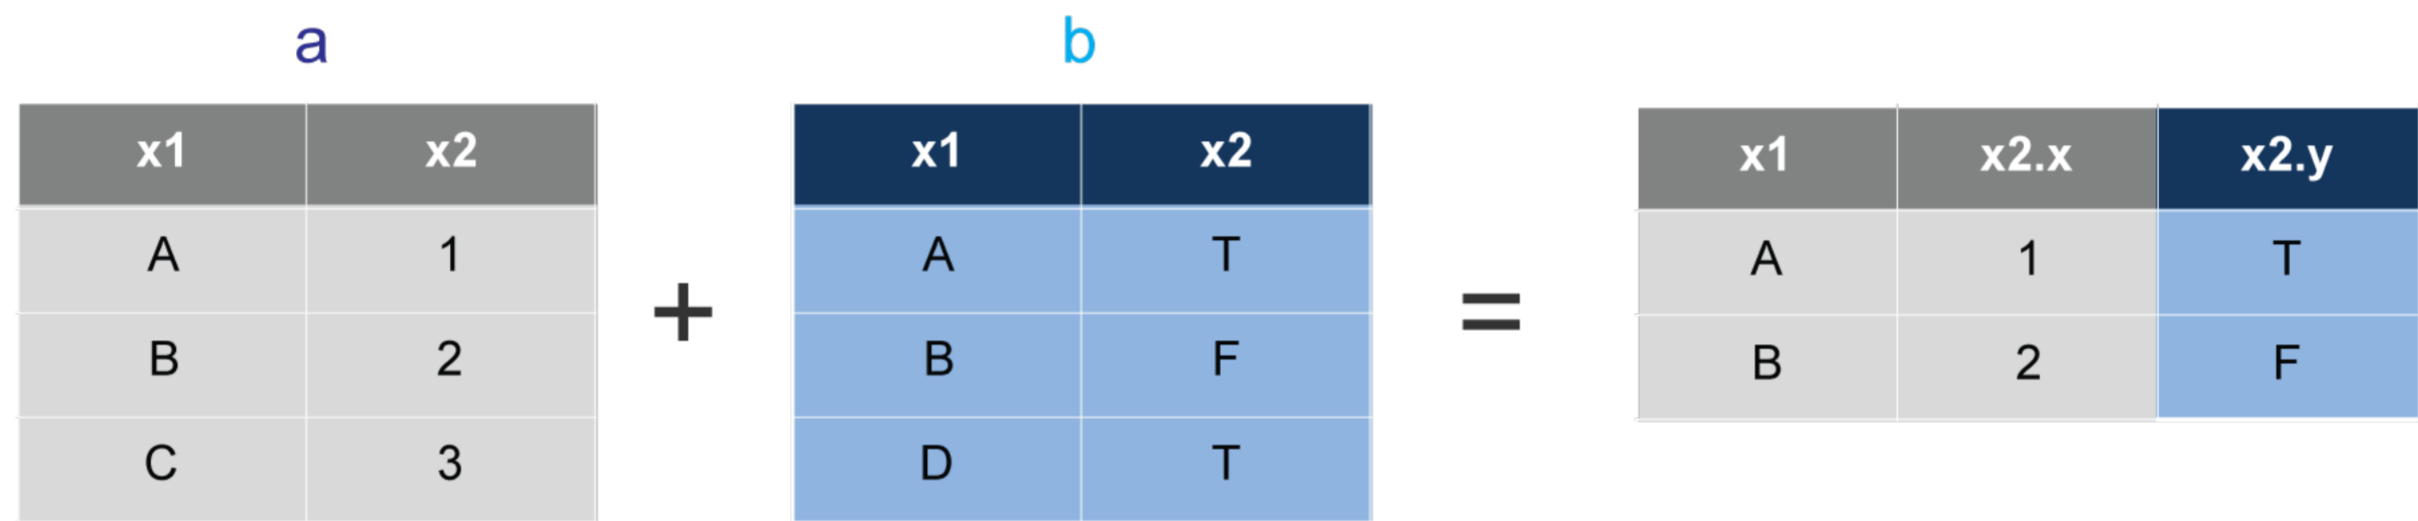 a b
x1 x2 x1 x2 x1 x2.x x2.y
A 1 A T A 1 T
B 2 + B F = B 2 F
C 3 D T